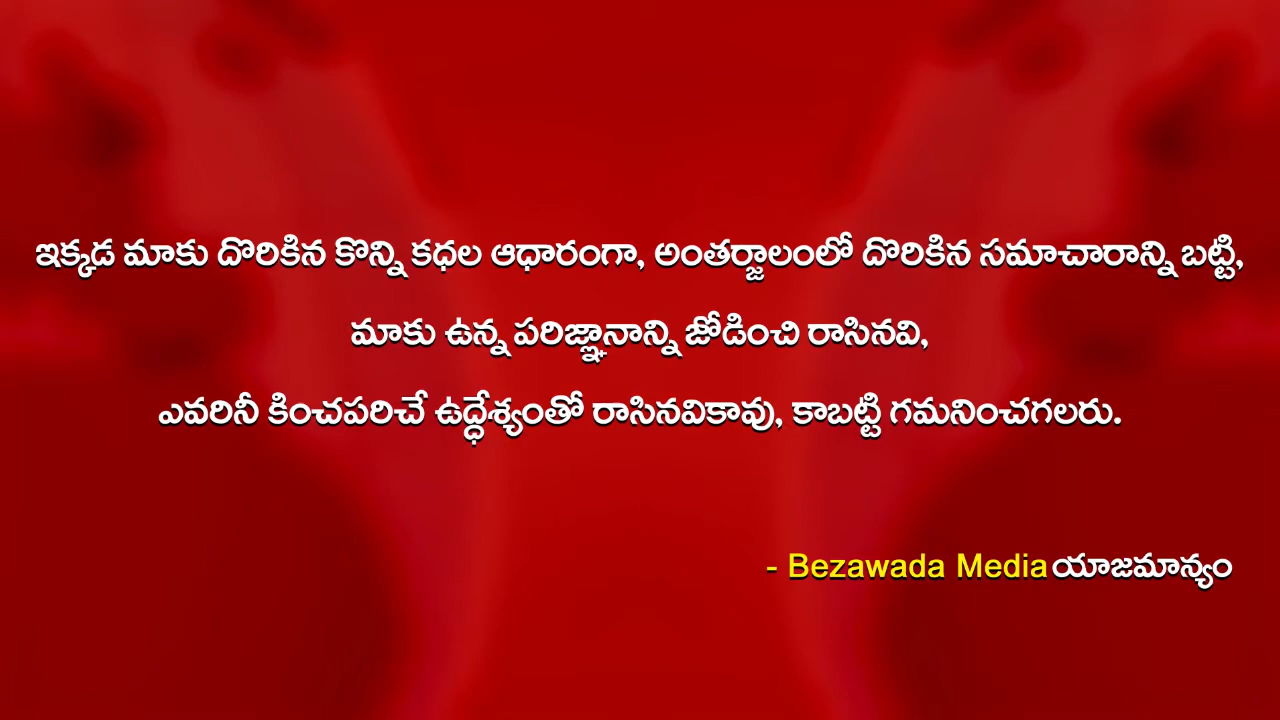 ఇక్కడ మాకు దొరికిన కొన్ని కధల ఆధారంగా, అంతర్జాలంలో దొరికిన సమాచారాన్ని బట్టి,
మాకు ఉన్న పరిజ్ఞానాన్ని జోడించి రాసినవి,
ఎవరినీ కించపరిచే ఉద్ధేశ్యంతో రాసినవికావు, కాబట్టి గమనించగలరు.
- Bezawada Media యాజమాన్యం